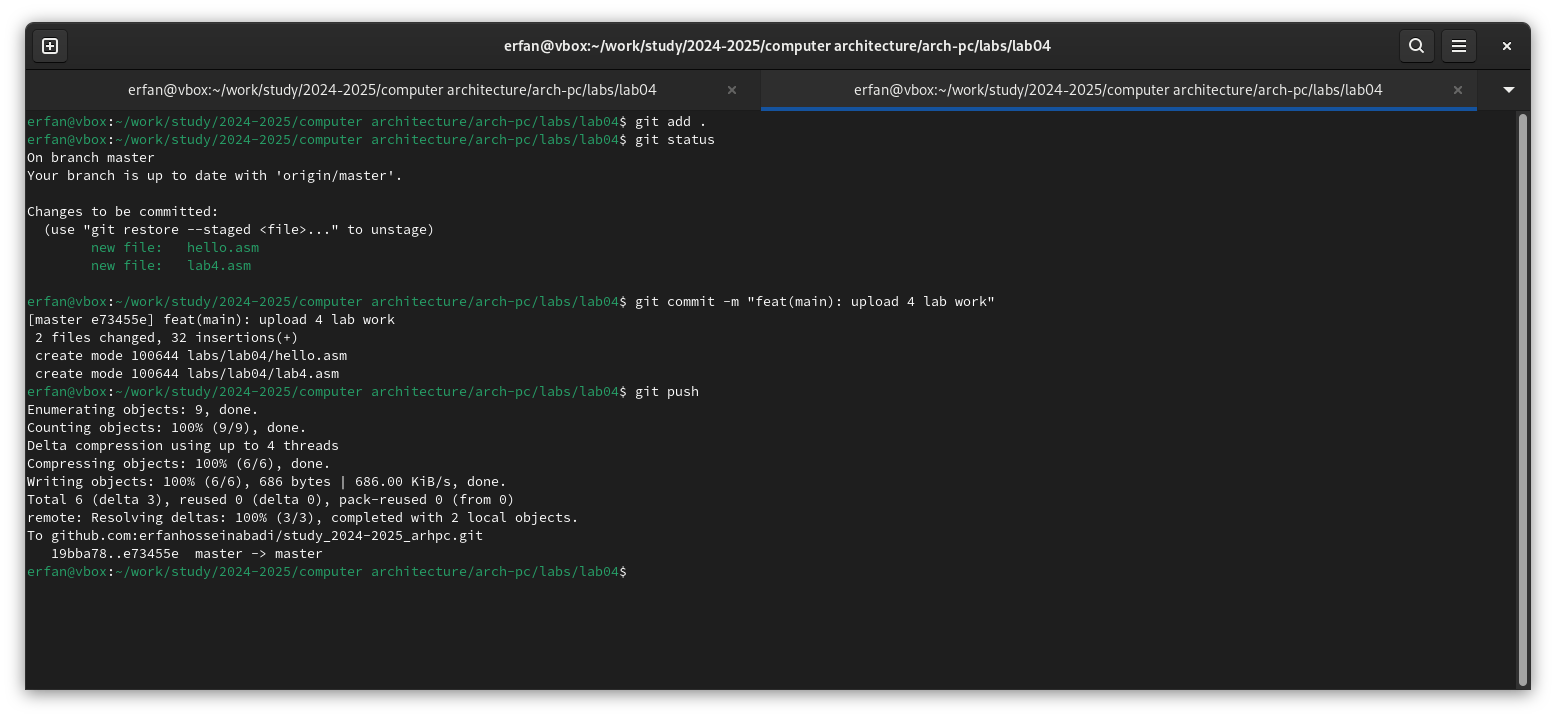 erfan@vbox:~/work/study/2024-2025/computer architecture/arch-pc/labs/lab04
erfan@vbox:~/work/study/2024-2025/computer architecture/arch-pc/labs/lab04 × erfan@vbox:~/work/study/2024-2025/computer architecture/arch-pc/labs/lab04 ×
erfan@vbox:~/work/study/2024-2025/computer architecture/arch-pc/labs/lab04$ git add .
erfan@vbox:~/work/study/2024-2025/computer architecture/arch-pc/labs/lab04$ git status
On branch master
Your branch is up to date with 'origin/master'.

Changes to be committed:
  (use "git restore --staged <file>..." to unstage)
        new file:   hello.asm
        new file:   lab4.asm

erfan@vbox:~/work/study/2024-2025/computer architecture/arch-pc/labs/lab04$ git commit -m "feat(main): upload 4 lab work"
[master e73455e] feat(main): upload 4 lab work
 2 files changed, 32 insertions(+)
 create mode 100644 labs/lab04/hello.asm
 create mode 100644 labs/lab04/lab4.asm
erfan@vbox:~/work/study/2024-2025/computer architecture/arch-pc/labs/lab04$ git push
Enumerating objects: 9, done.
Counting objects: 100% (9/9), done.
Delta compression using up to 4 threads
Compressing objects: 100% (6/6), done.
Writing objects: 100% (6/6), 686 bytes | 686.00 KiB/s, done.
Total 6 (delta 3), reused 0 (delta 0), pack-reused 0 (from 0)
remote: Resolving deltas: 100% (3/3), completed with 2 local objects.
To github.com:erfanhosseinabadi/study_2024-2025_arhpc.git
   19bba78..e73455e  master -> master
erfan@vbox:~/work/study/2024-2025/computer architecture/arch-pc/labs/lab04$